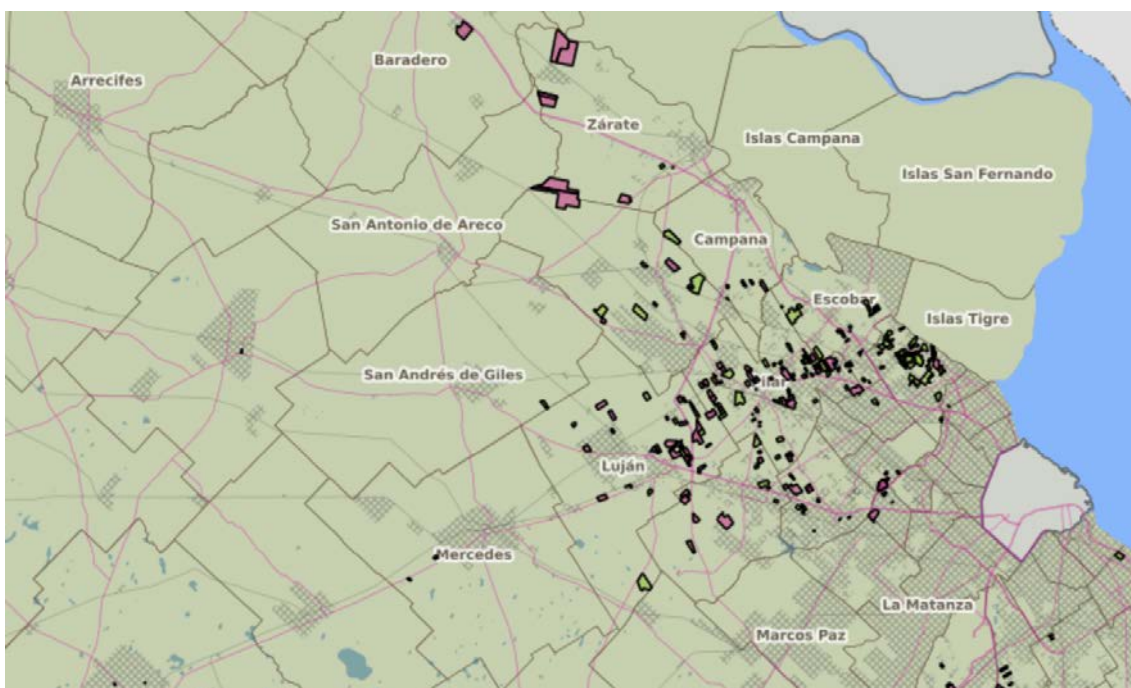 Baradero
Arrecifes
Zárate
Islas Campana
Islas San Fernando
San Antonio de Areco
Campana
Escobar
Islas Tigre
San Andrés de Giles
Pilar
Luján
Mercedes
La Matanza
Marcos Paz